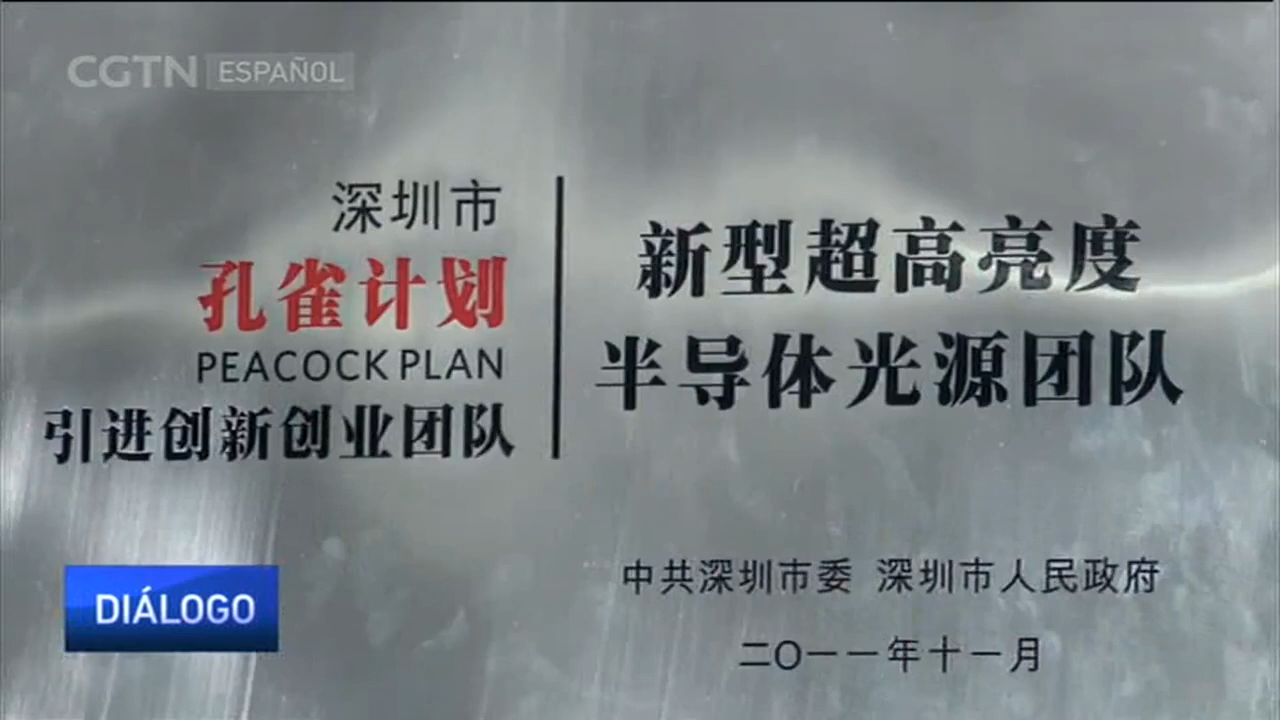 CGTN ESPAÑOL
深圳市
孔雀计划
PEACOCK PLAN
引进创新创业团队
新型超高亮度
半导体光源团队
中共深圳市委 深圳市人民政府
二〇一一年十一月
DIÁLOGO